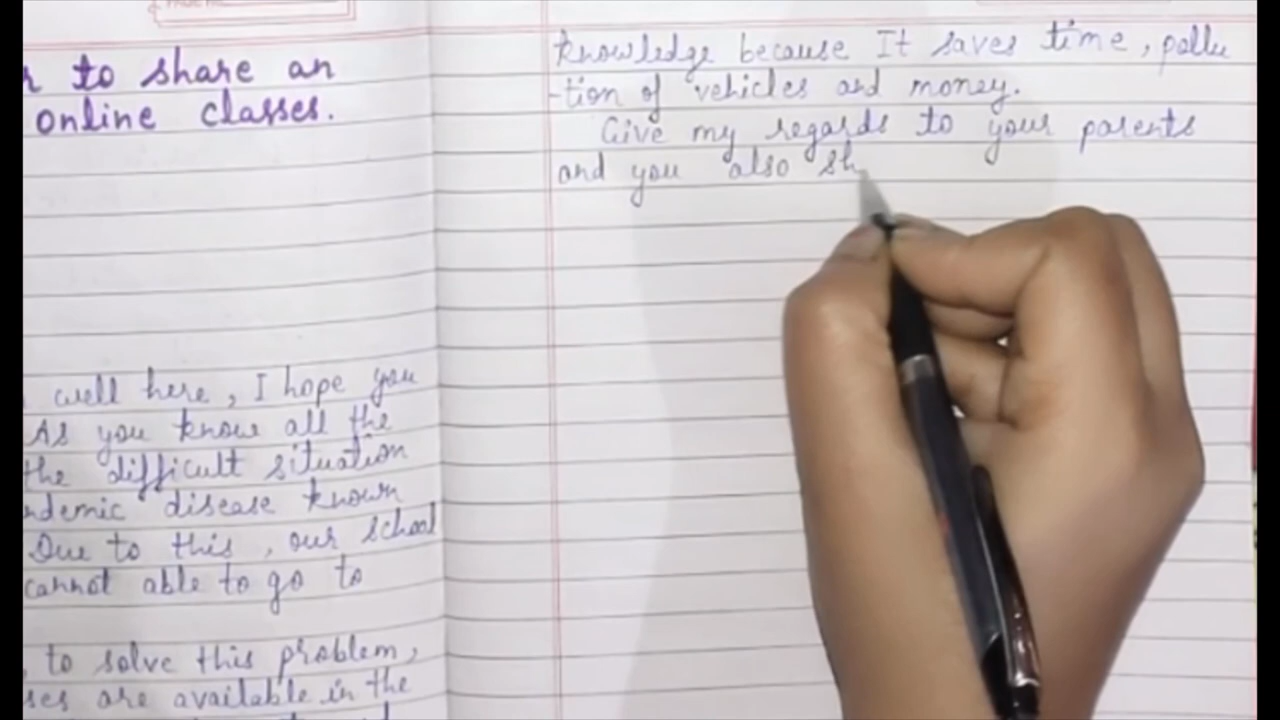 to share an
online classes.
well here, I hope you
As you know all the
the difficult situation
ndemic disease known
Due to this, our school
cannot able to go to
, to solve this problem,
ses are available in the
knowledge because It saves time, pollu
-tion of vehicles and money.
Give my regards to your parents
and you also sh